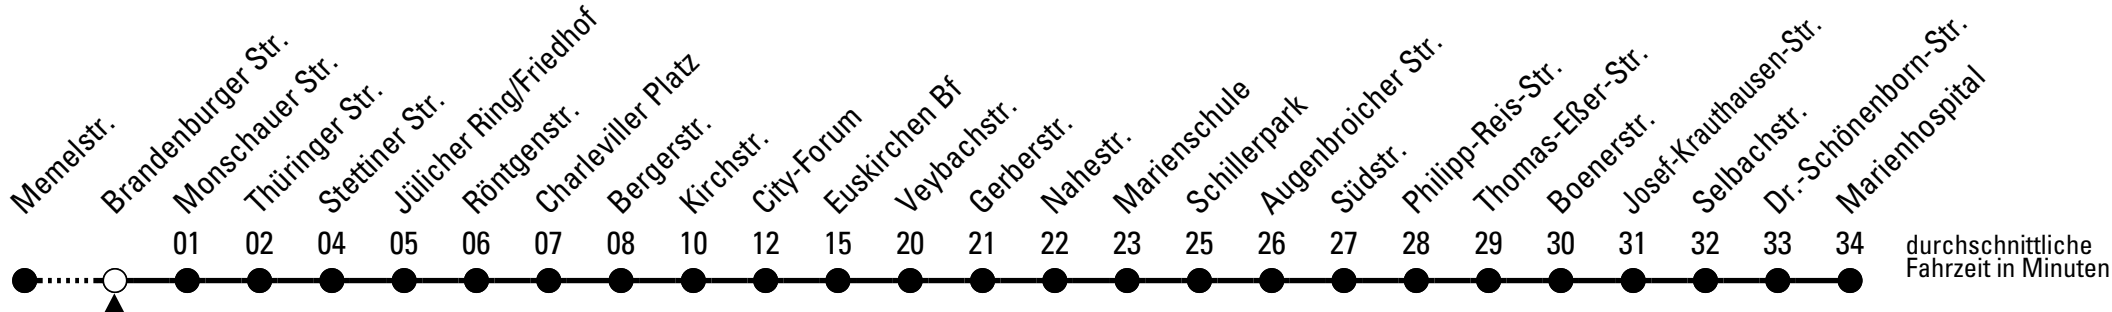 Memelstr.
Brandenburger Str.
Monschauer Str.
Thüringer Str.
Stettiner Str.
Jülicher Ring/Friedhof
Röntgenstr.
Charleviller Platz
Bergerstr.
Kirchstr.
City-Forum
Euskirchen Bf
Veybachstr.
Gerberstr.
Nahestr.
Marienschule
Schillerpark
Augenbroicher Str.
Südstr.
Philipp-Reis-Str.
Thomas-Eßer-Str.
Boenerstr.
Josef-Krauthausen-Str.
Selbachstr.
Dr.-Schönenborn-Str.
Marienhospital
01 02 04 05 06 07 08 10 12 15 20 21 22 23 25 26 27 28 29 30 31 32 33 34
durchschnittliche
Fahrzeit in Minuten